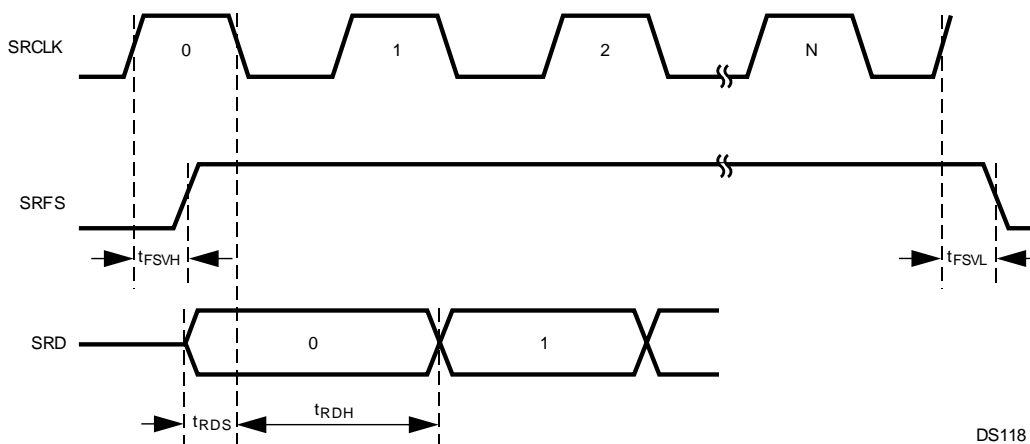 SRCLK
0
1
2
N
SRFS
tFSVH
tFSVL
SRD
0
1
tRDS
tRDH
DS118